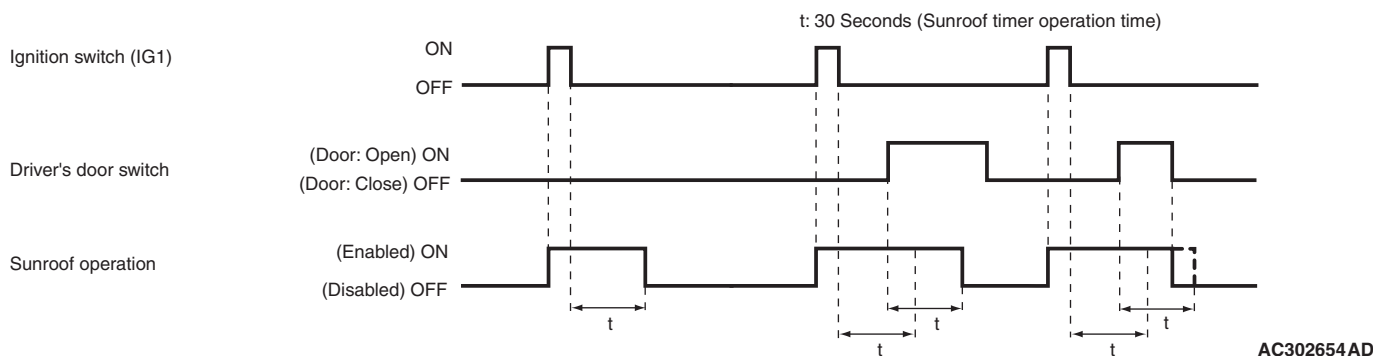 t: 30 Seconds (Sunroof timer operation time)
Ignition switch (IG1)
ON
OFF
Driver's door switch
(Door: Open) ON
(Door: Close) OFF
Sunroof operation
(Enabled) ON
(Disabled) OFF
t
t
t
t
t
AC302654AD